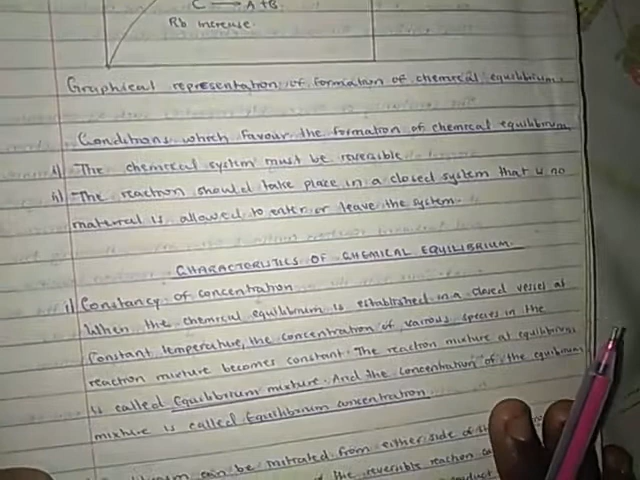 C → A+B
Rb increase.
Graphical representation of formation of chemical equilibrium.
Conditions which favour the formation of chemical equilibrium
i) The chemical system must be reversible
ii) The reaction should take place in a closed system that is no
material is allowed to enter or leave the system.
CHARACTERISTICS OF CHEMICAL EQUILIBRIUM.
i) Constancy of concentration
When the chemical equilibrium is established in a closed vessel at
constant temperature, the concentration of various species in the
reaction mixture becomes constant. The reaction mixture at equilibrium
is called Equilibrium mixture. And the concentration of the equibrium
mixture is called Equilibrium concentration
can be initiated from either side of
the reversible reaction